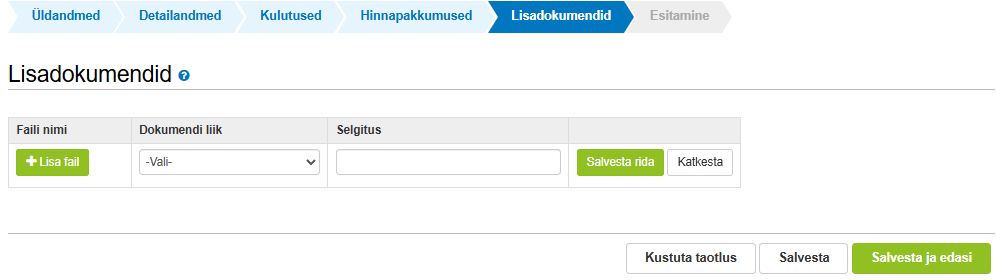 Üldandmed Detailandmed Kulutused Hinnapakkumused Lisadokumendid Esitamine
Lisadokumendid ?
Faili nimi Dokumendi liik Selgitus
+ Lisa fail -Vali- Salvesta rida Katkesta
Kustuta taotlus Salvesta Salvesta ja edasi